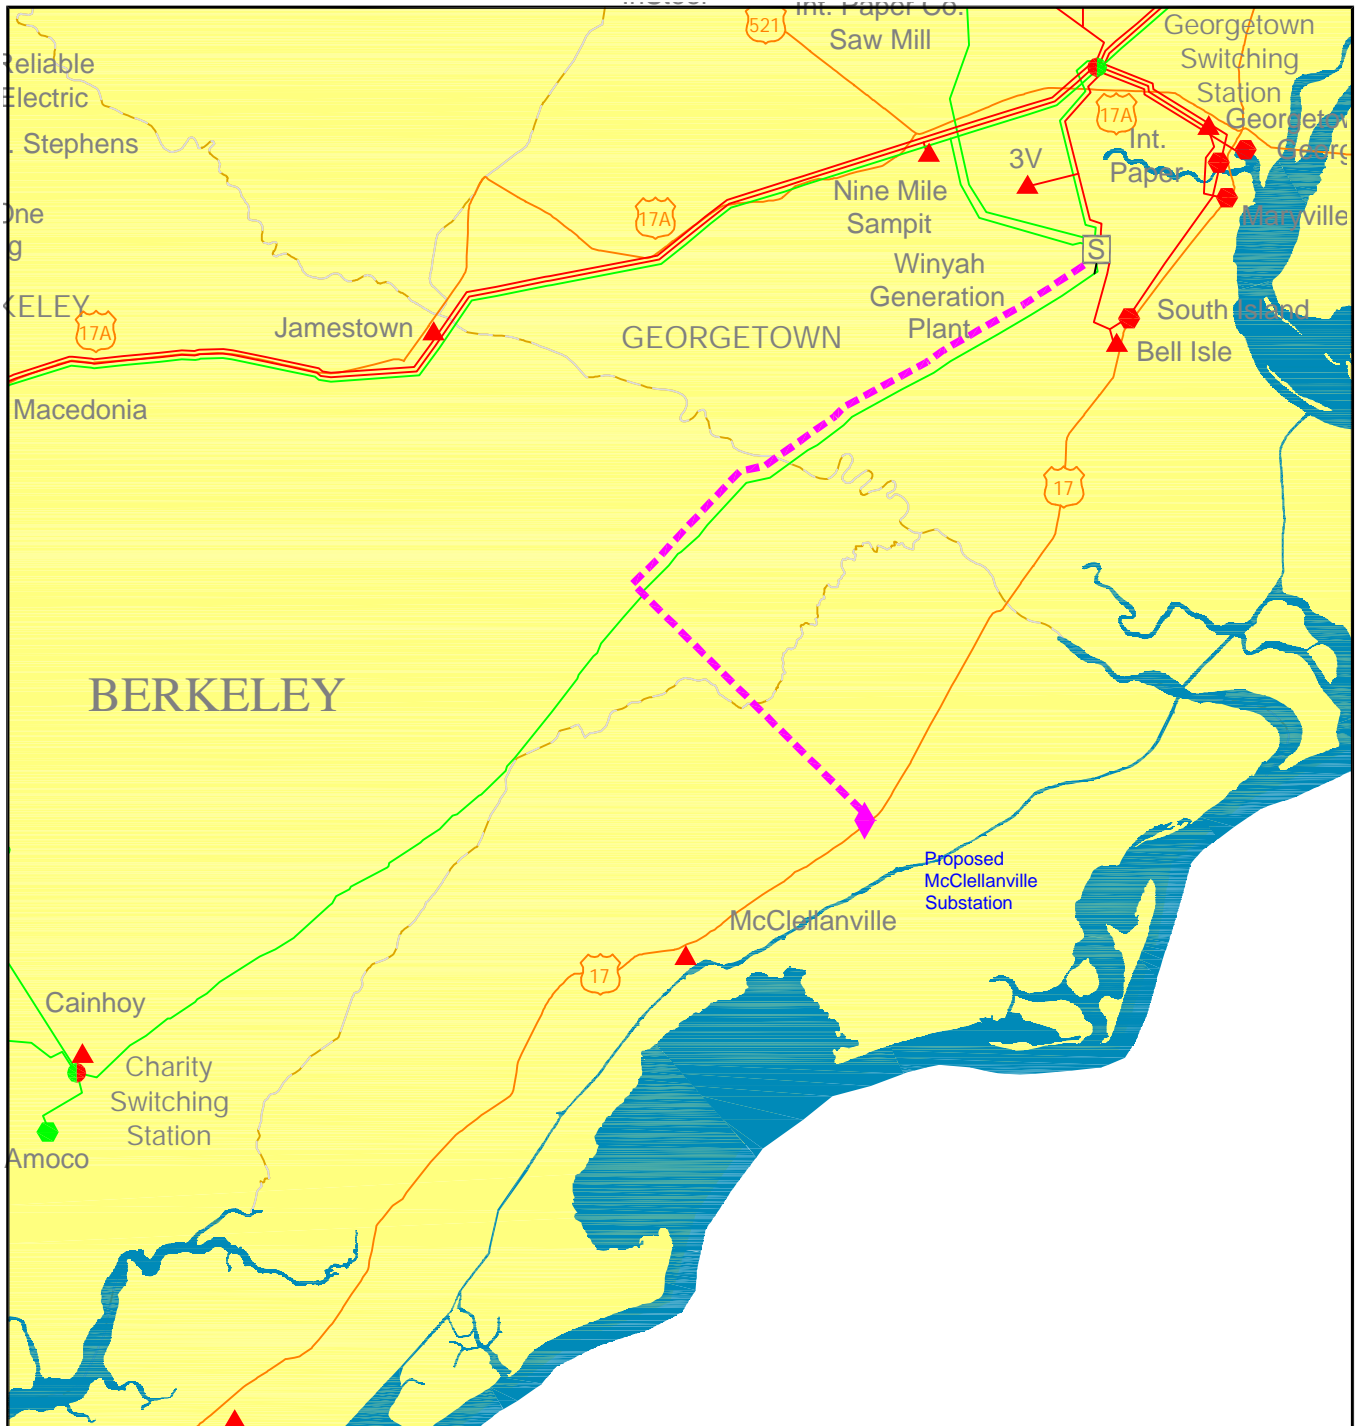 Int. Paper Co.
Saw Mill
521
Georgetown
Switching
Station
Reliable
Electric
. Stephens
17A
Int.
Paper
3V
Nine Mile
Sampit
17A
Maryville
Winyah
Generation
Plant
S
KELEY
17A
Jamestown
GEORGETOWN
South Island
Bell Isle
Macedonia
17
BERKELEY
Proposed
McClellanville
Substation
McClellanville
17
Cainhoy
Charity
Switching
Station
Amoco